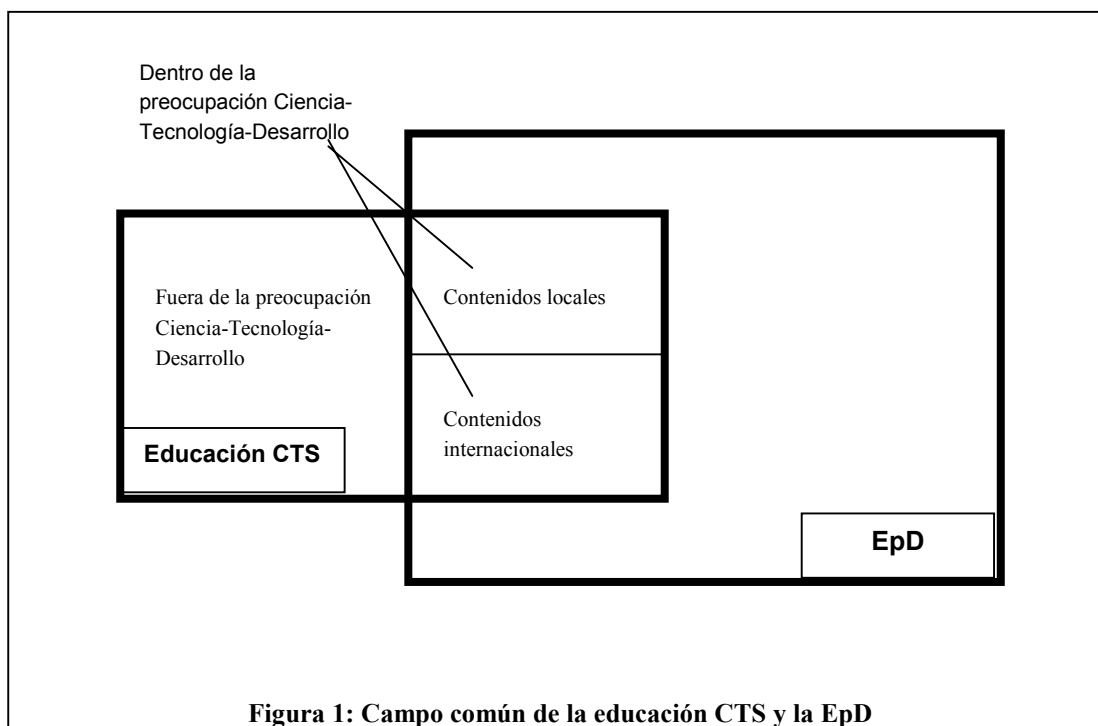 Dentro de la
preocupación Ciencia-
Tecnología-Desarrollo
Fuera de la preocupación
Ciencia-Tecnología-
Desarrollo
Contenidos locales
Contenidos
internacionales
Educación CTS
EpD
Figura 1: Campo común de la educación CTS y la EpD